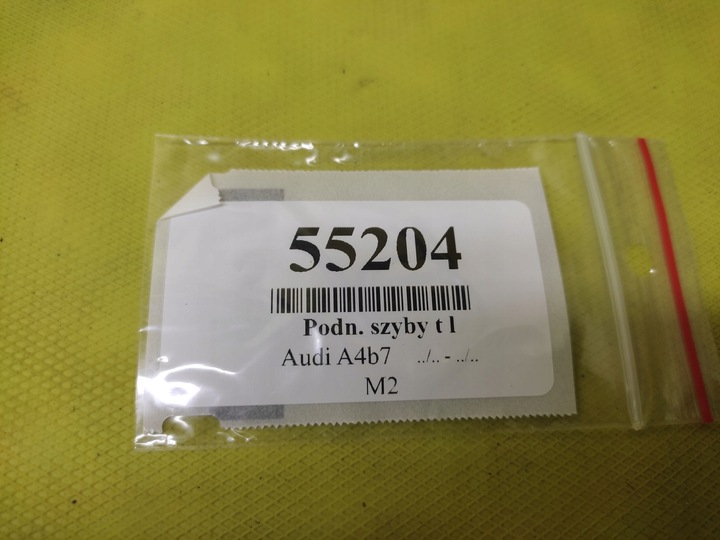 55204
Podn. szyby t l
Audi A4b7 ../.. - ../..
M2